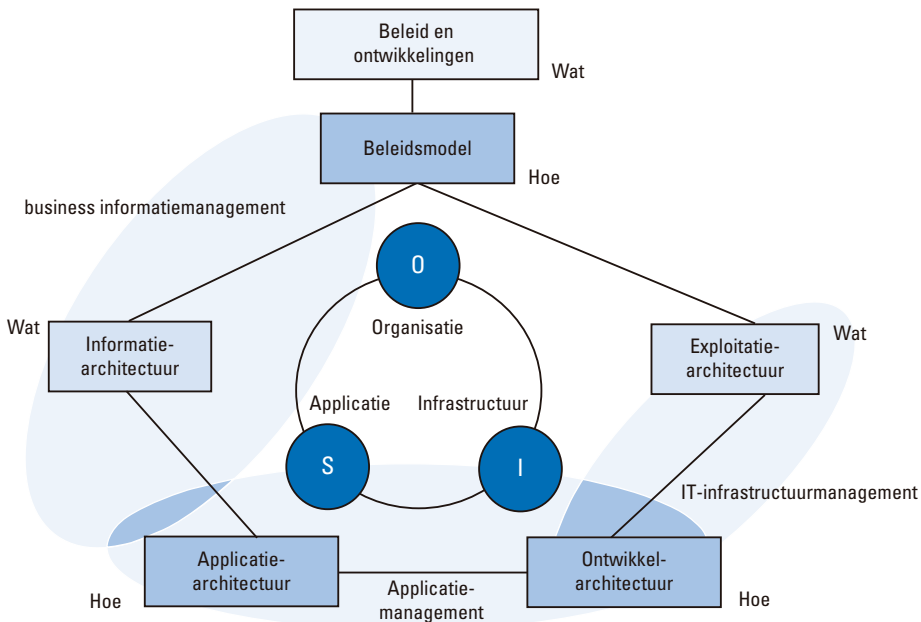 Beleid en
ontwikkelingen
Wat
Beleidsmodel
Hoe
business informatiemanagement
O
Organisatie
Wat
Informatie-
architectuur
Exploitatie-
architectuur
Wat
Applicatie
Infrastructuur
S
I
IT-infrastructuurmanagement
Applicatie-
architectuur
Hoe
Applicatie-
management
Ontwikkel-
architectuur
Hoe